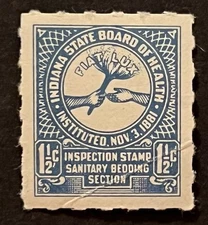 A
INDIANA STATE BOARD OF HEALTH
FIAT LUX
INSTITUTED, NOV. 3, 1881
1½C
1½C
INSPECTION STAMP
SANITARY BEDDING
SECTION